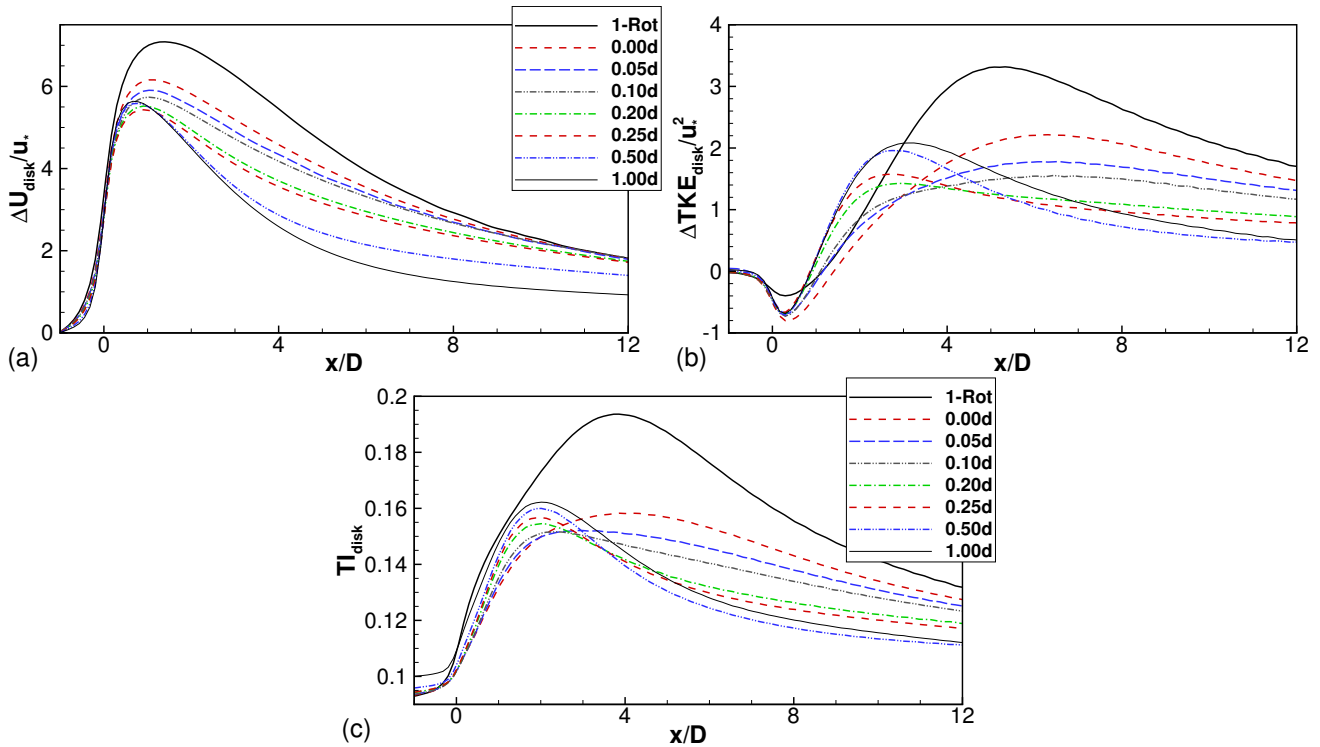 ΔU_disk/u_*
6
4
2
0
0
4
8
12
x/D
(a)
1-Rot
0.00d
0.05d
0.10d
0.20d
0.25d
0.50d
1.00d
ΔTKE_disk/u_*^2
4
3
2
1
0
-1
0
4
8
12
x/D
(b)
TI_disk
0.2
0.18
0.16
0.14
0.12
0.1
0
4
8
12
x/D
(c)
1-Rot
0.00d
0.05d
0.10d
0.20d
0.25d
0.50d
1.00d